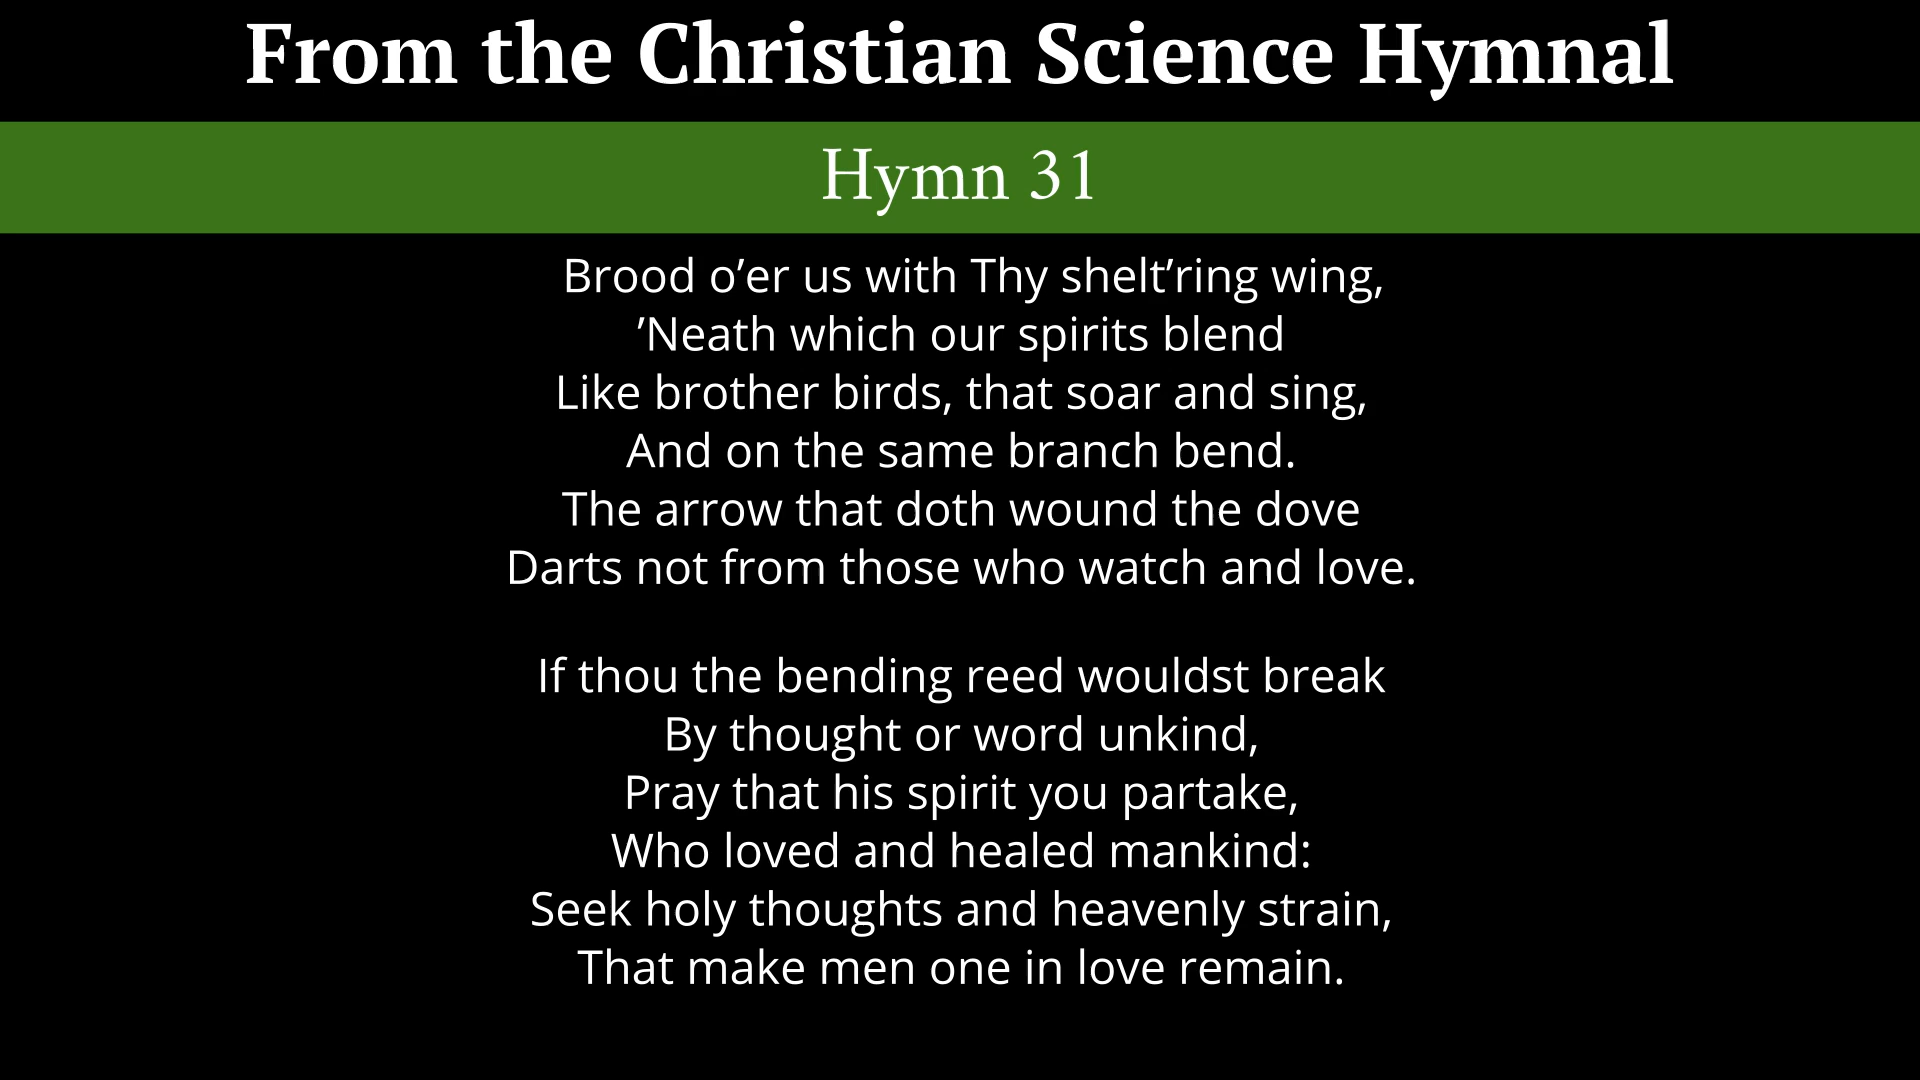 From the Christian Science Hymnal
Hymn 31
Brood o’er us with Thy shelt’ring wing,
’Neath which our spirits blend
Like brother birds, that soar and sing,
And on the same branch bend.
The arrow that doth wound the dove
Darts not from those who watch and love.
If thou the bending reed wouldst break
By thought or word unkind,
Pray that his spirit you partake,
Who loved and healed mankind:
Seek holy thoughts and heavenly strain,
That make men one in love remain.